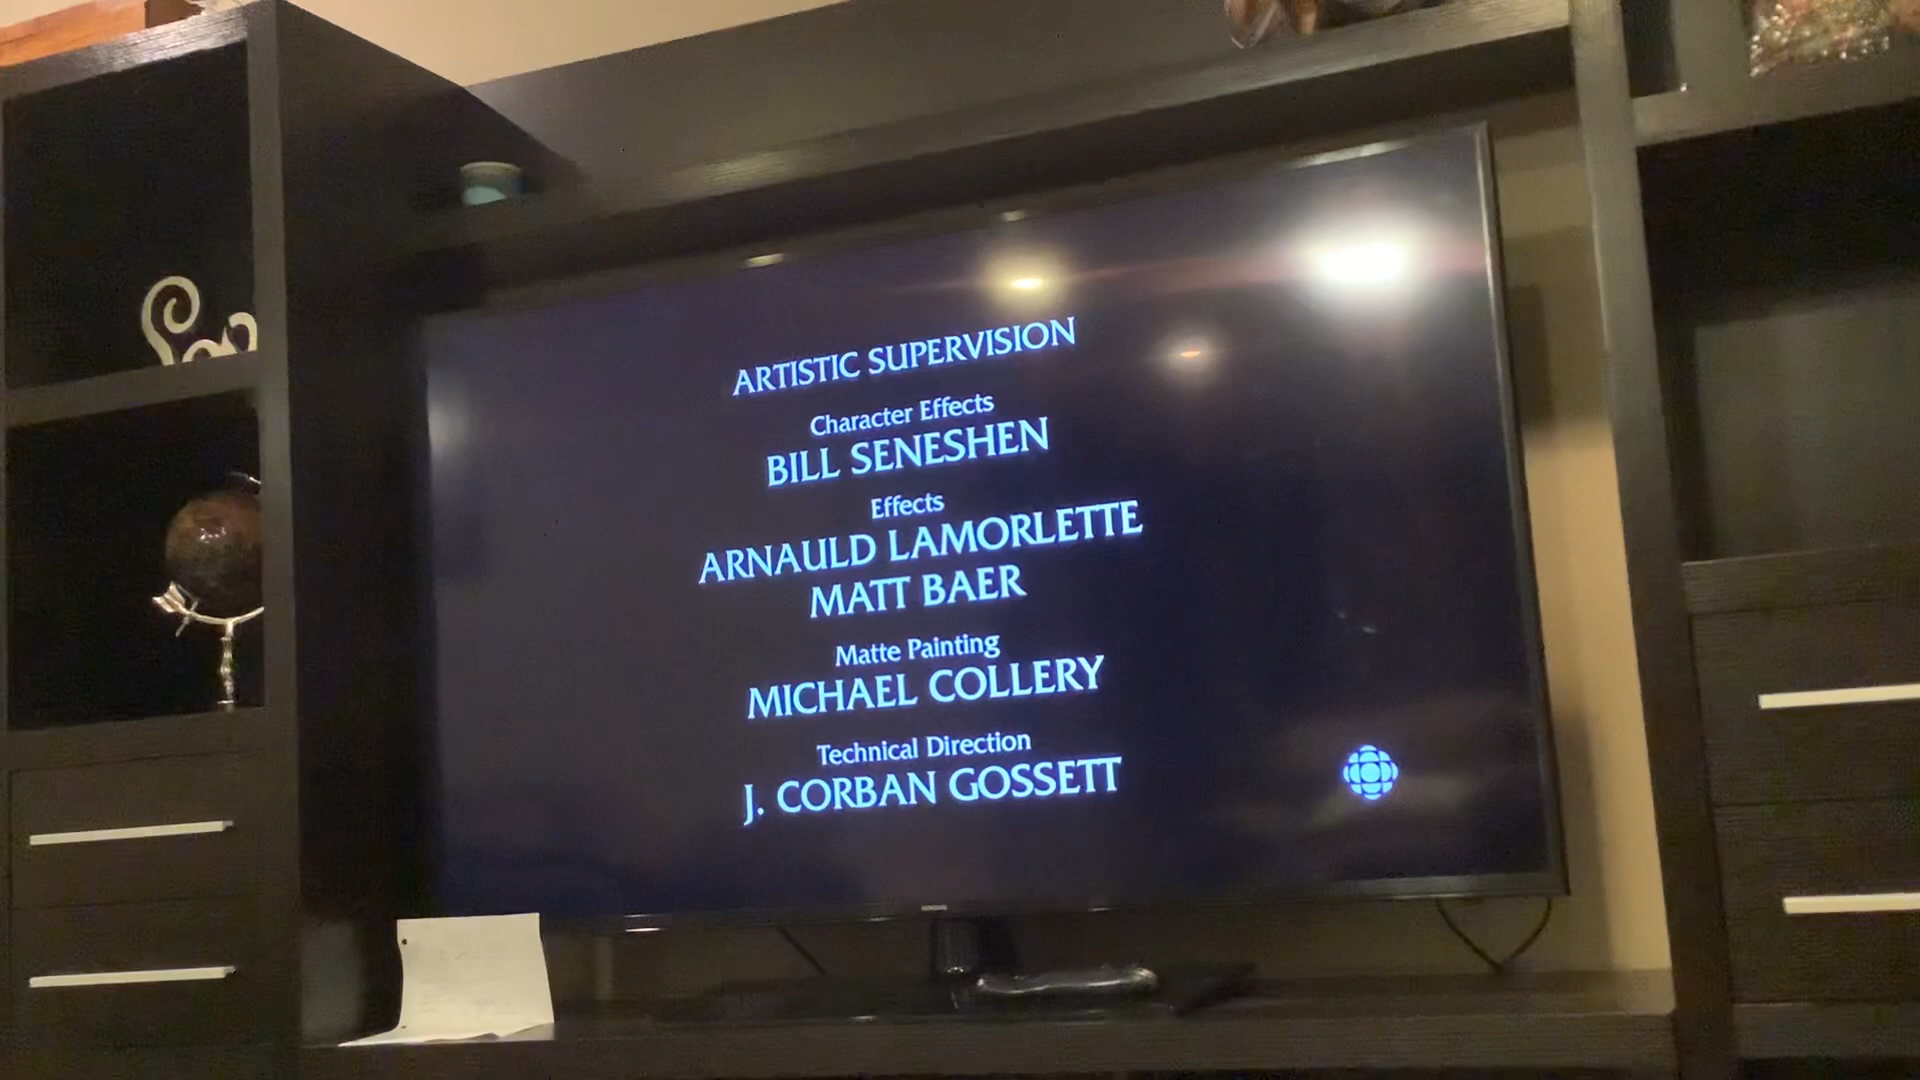 ARTISTIC SUPERVISION
Character Effects
BILL SENESHEN
Effects
ARNAULD LAMORLETTE
MATT BAER
Matte Painting
MICHAEL COLLERY
Technical Direction
J. CORBAN GOSSETT